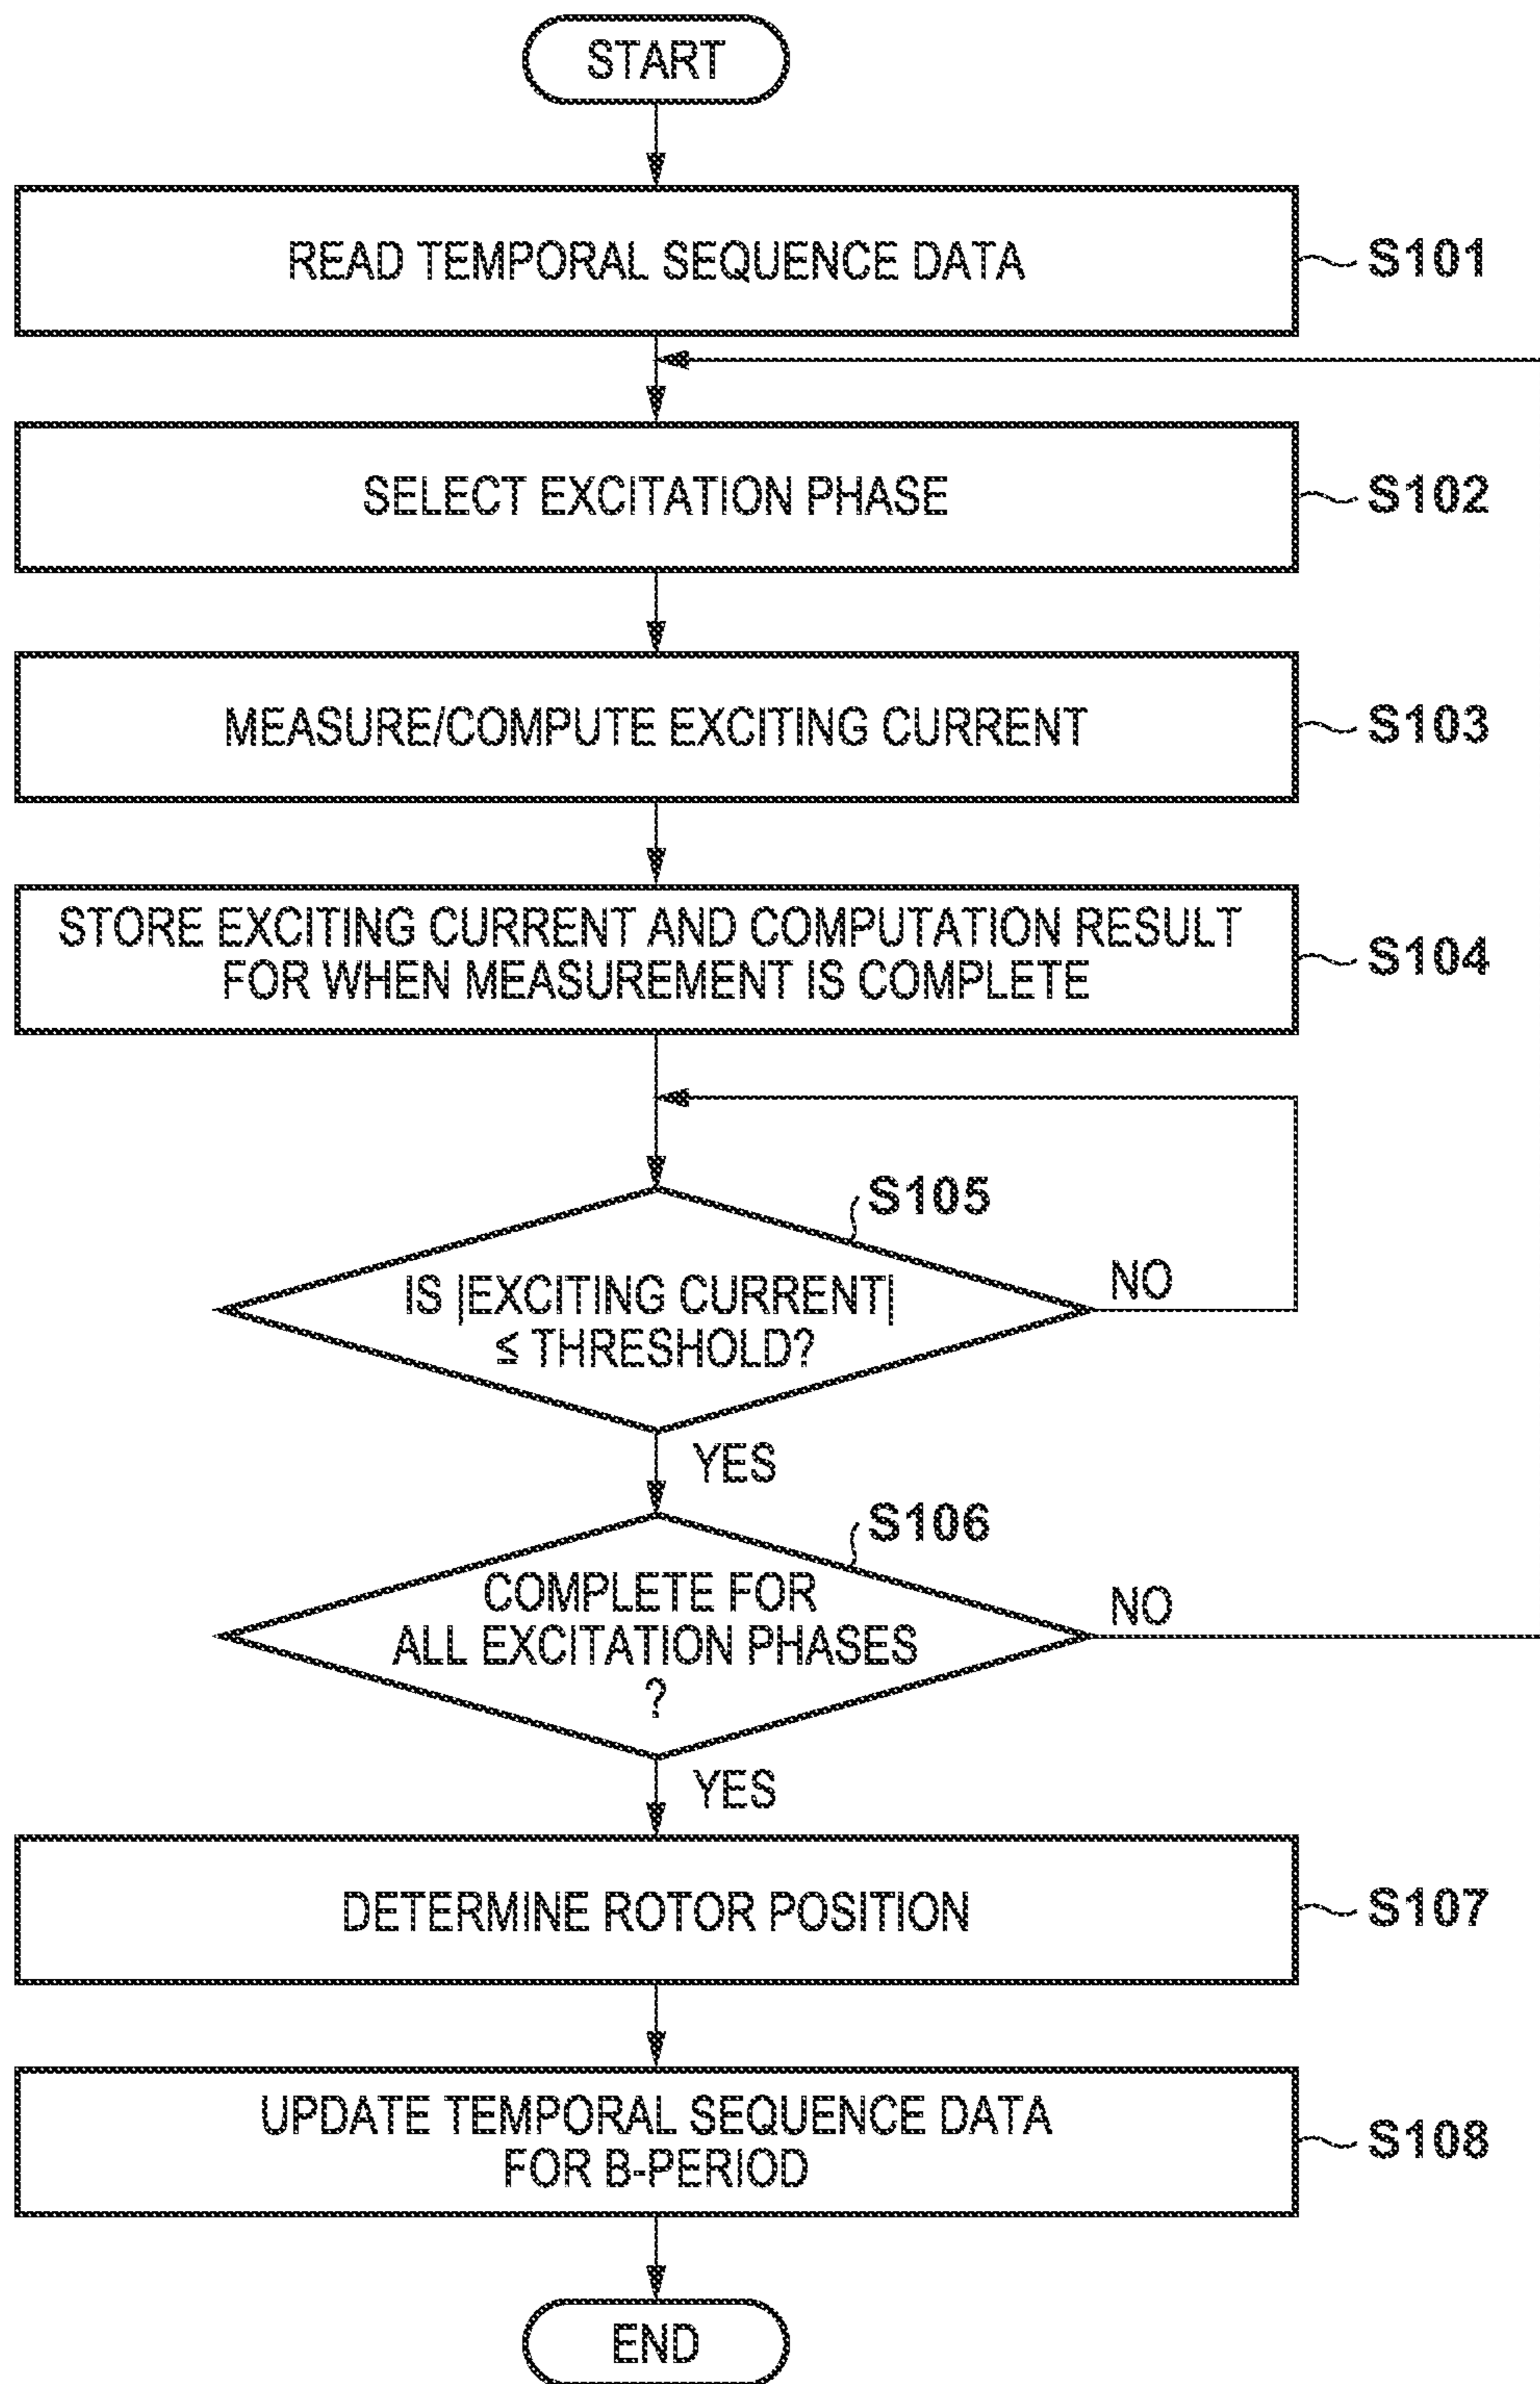 START
READ TEMPORAL SEQUENCE DATA
S101
SELECT EXCITATION PHASE
S102
MEASURE/COMPUTE EXCITING CURRENT
S103
STORE EXCITING CURRENT AND COMPUTATION RESULT
FOR WHEN MEASUREMENT IS COMPLETE
S104
S105
IS |EXCITING CURRENT|
≤ THRESHOLD?
NO
YES
S106
COMPLETE FOR
ALL EXCITATION PHASES
?
NO
YES
DETERMINE ROTOR POSITION
S107
UPDATE TEMPORAL SEQUENCE DATA
FOR B-PERIOD
S108
END